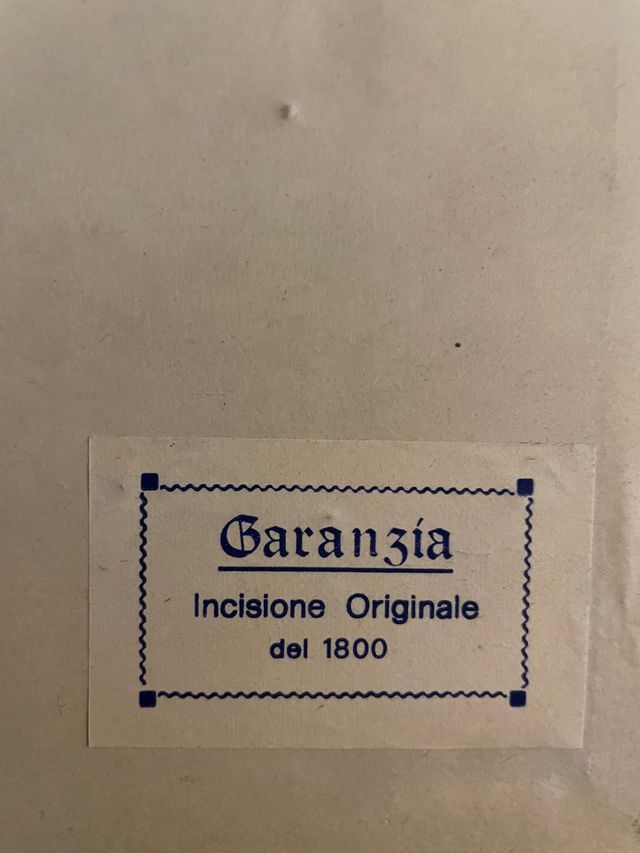 Garanzia
Incisione Originale
del 1800